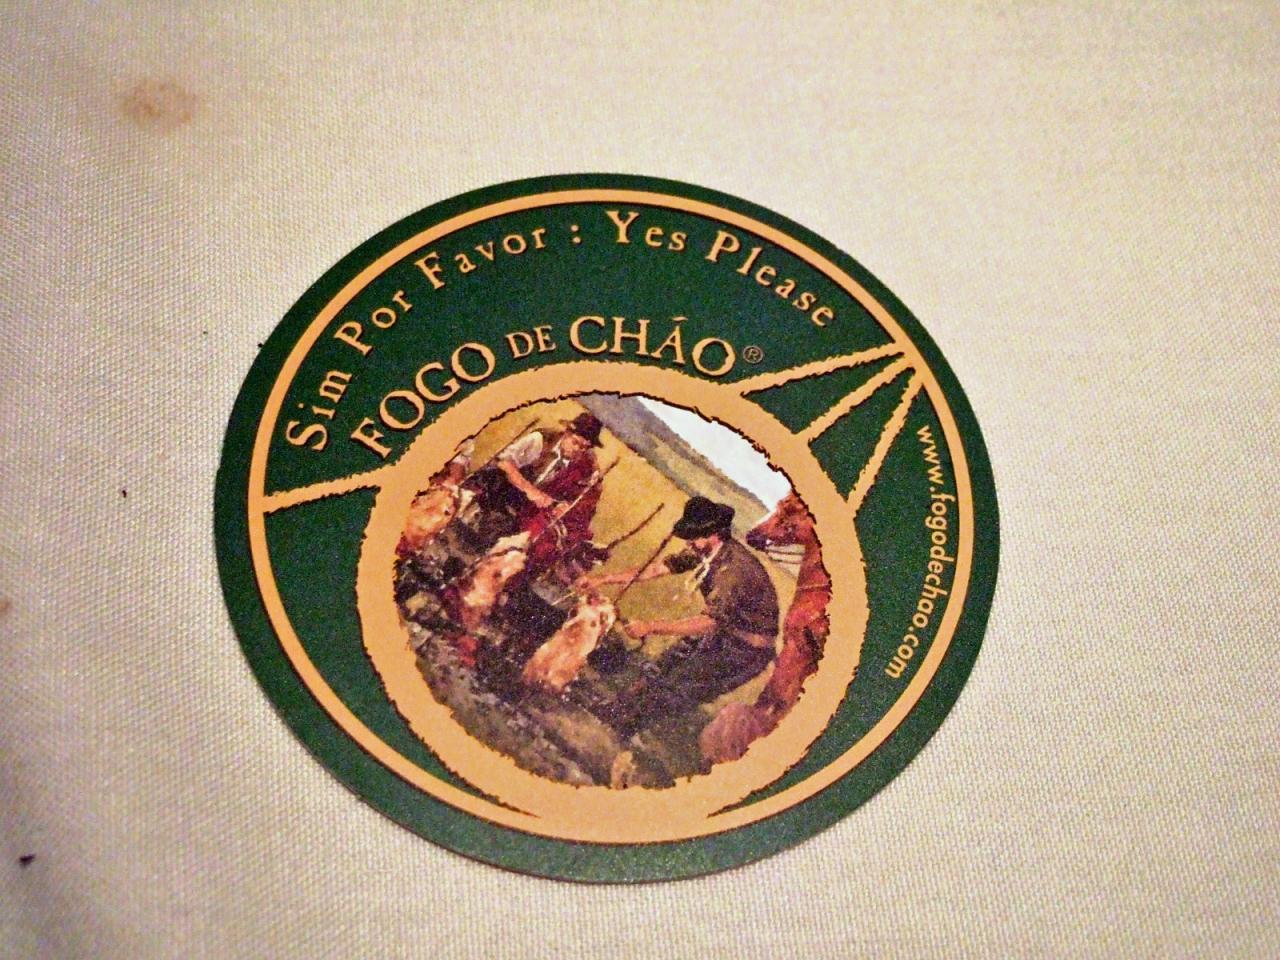 Sim Por Favor : Yes Please
FOGO DE CHÁO®
www.fogodechao.com